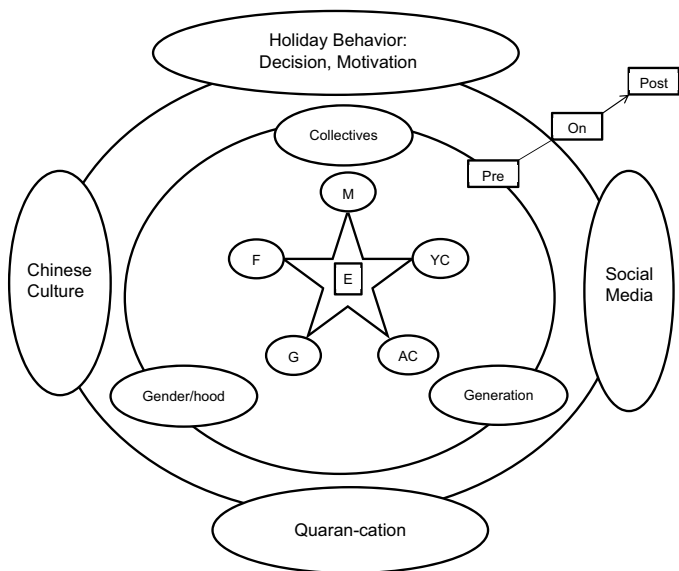 Holiday Behavior:
Decision, Motivation
Post
On
Collectives
Pre
M
F
YC
E
Chinese
Culture
Social
Media
G
AC
Gender/hood
Generation
Quaran-cation